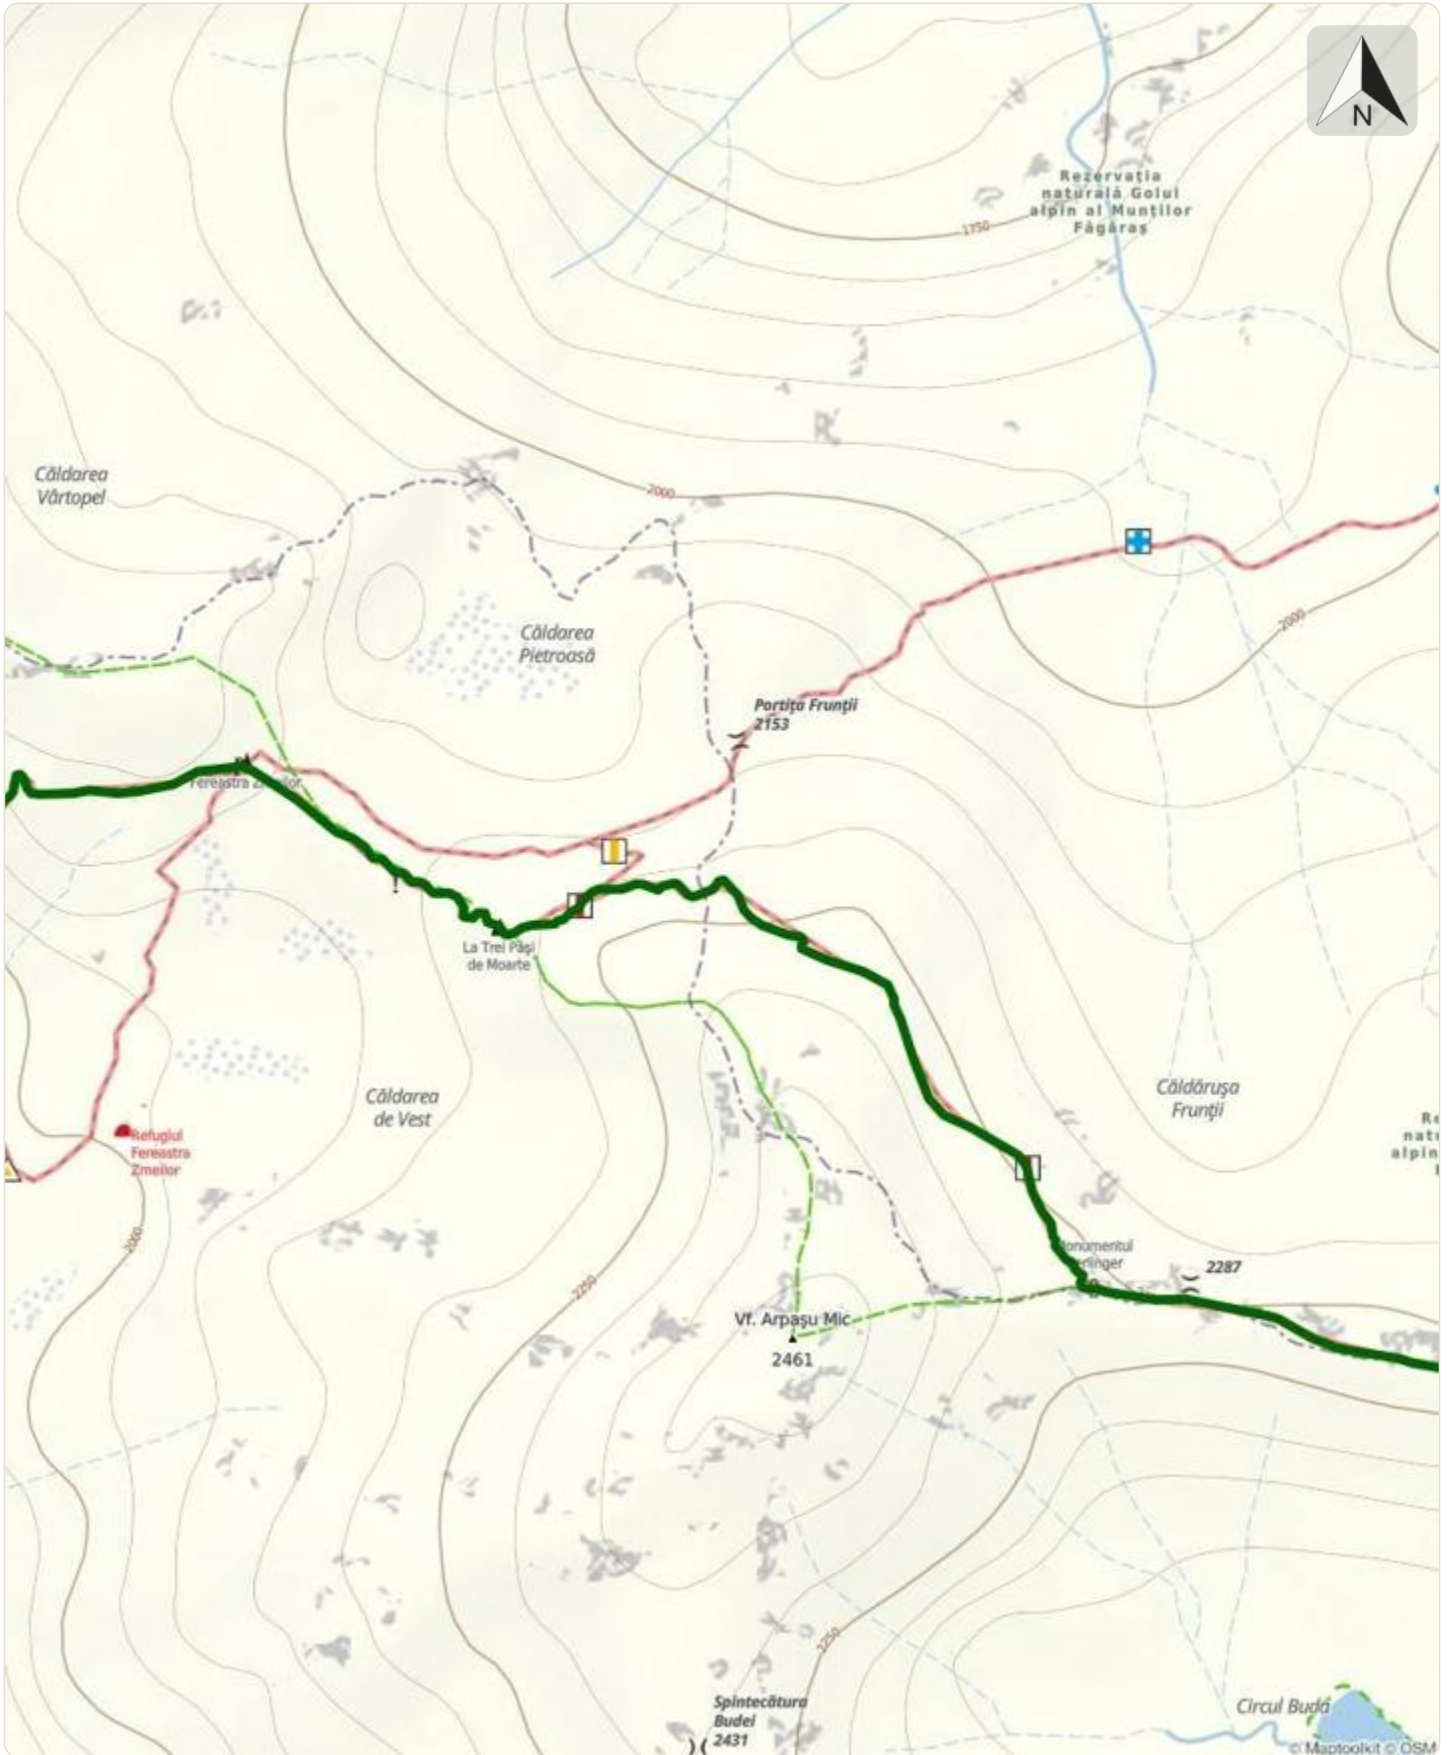 N
Rezervația
naturală Golul
alpin al Munților
Făgăraș
1750
Căldarea
Vârtopel
2000
Căldarea
Pietroasă
2000
Portița Frunții
2153
Fereastra
La Trei Pași
de Moarte
Căldarea
de Vest
Căldărușa
Frunții
Refugiul
Fereastra
Zmeilor
2000
Monumentul
2287
2250
Vf. Arpașu Mic
2461
2250
Spintecătura
Budei
2431
Circul Buda
© Maptoolkit © OSM